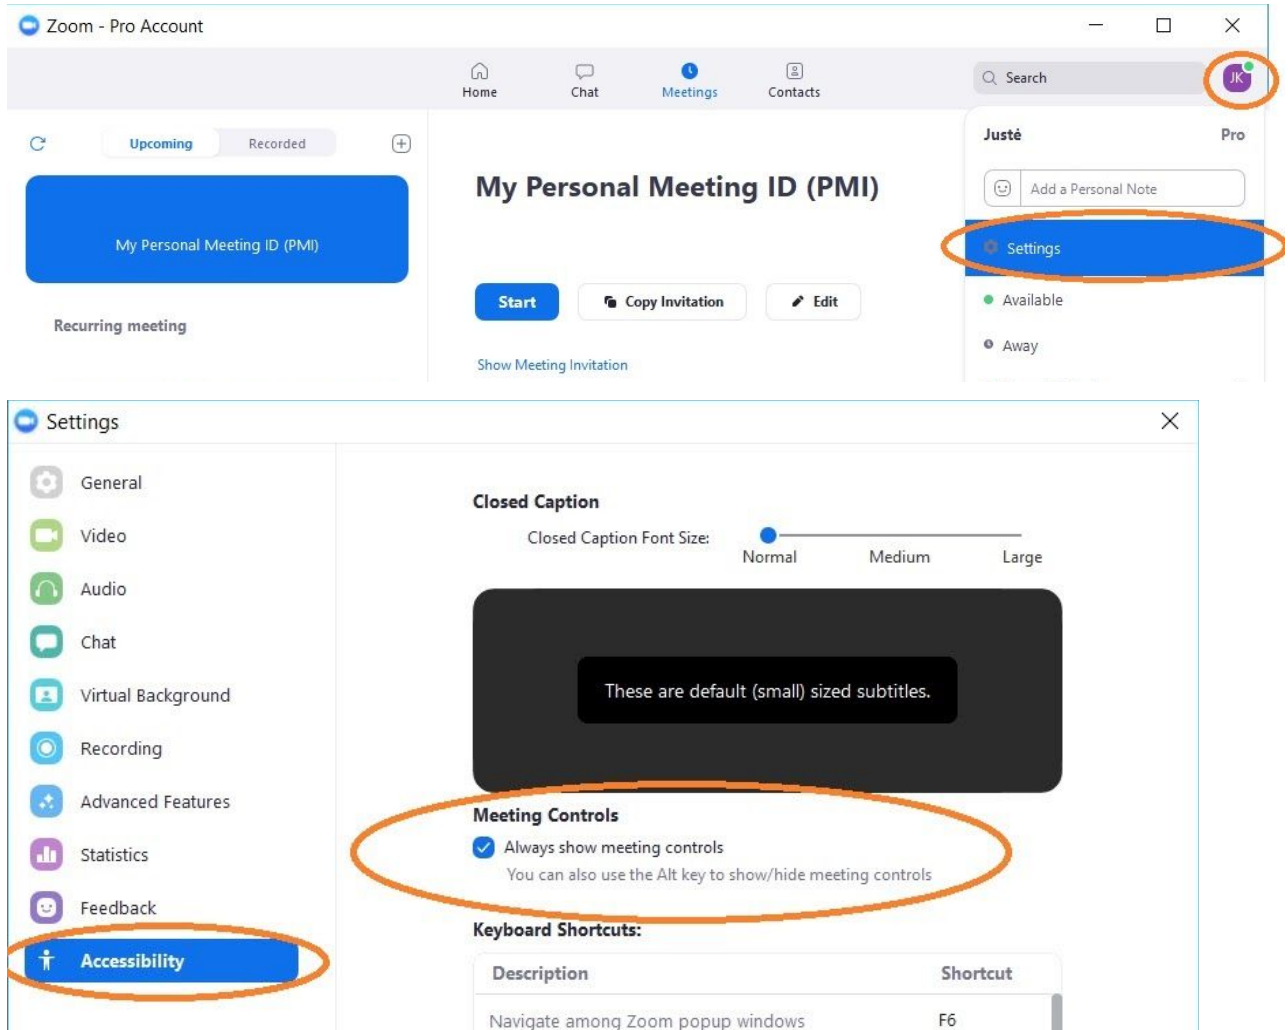 Zoom - Pro Account
Home
Chat
Meetings
Contacts
Search
JK
Upcoming
Recorded
My Personal Meeting ID (PMI)
Recurring meeting
My Personal Meeting ID (PMI)
Start
Copy Invitation
Edit
Show Meeting Invitation
Justė
Pro
Add a Personal Note
Settings
Available
Away
Settings
General
Video
Audio
Chat
Virtual Background
Recording
Advanced Features
Statistics
Feedback
Accessibility
Closed Caption
Closed Caption Font Size:
Normal
Medium
Large
These are default (small) sized subtitles.
Meeting Controls
Always show meeting controls
You can also use the Alt key to show/hide meeting controls
Keyboard Shortcuts:
Description
Shortcut
Navigate among Zoom popup windows
F6